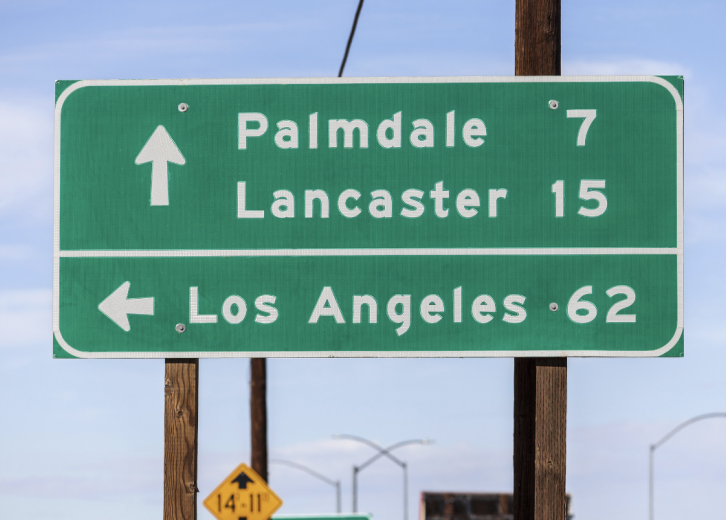 Palmdale 7
Lancaster 15
Los Angeles 62
14'-11"